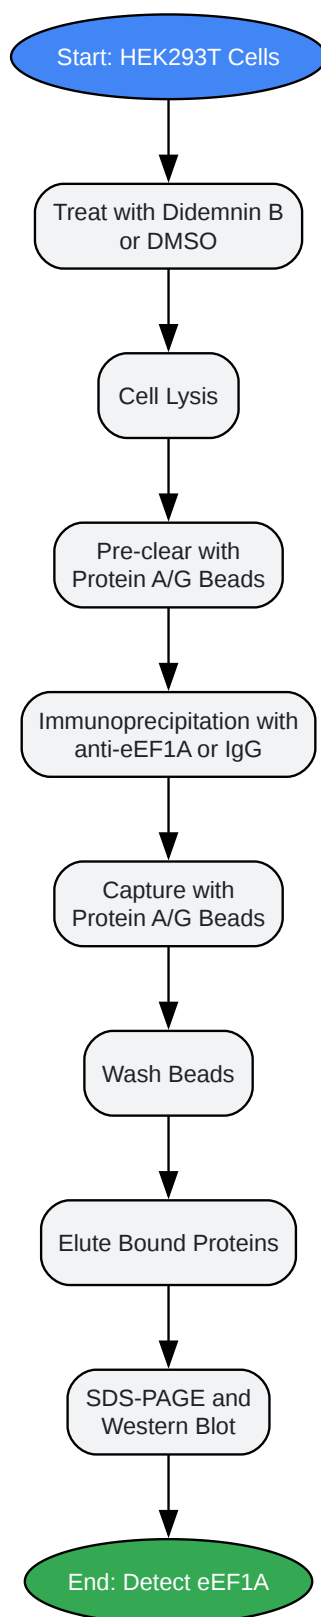 Start: HEK293T Cells
Treat with Didemnin B
or DMSO
Cell Lysis
Pre-clear with
Protein A/G Beads
Immunoprecipitation with
anti-eEF1A or IgG
Capture with
Protein A/G Beads
Wash Beads
Elute Bound Proteins
SDS-PAGE and
Western Blot
End: Detect eEF1A